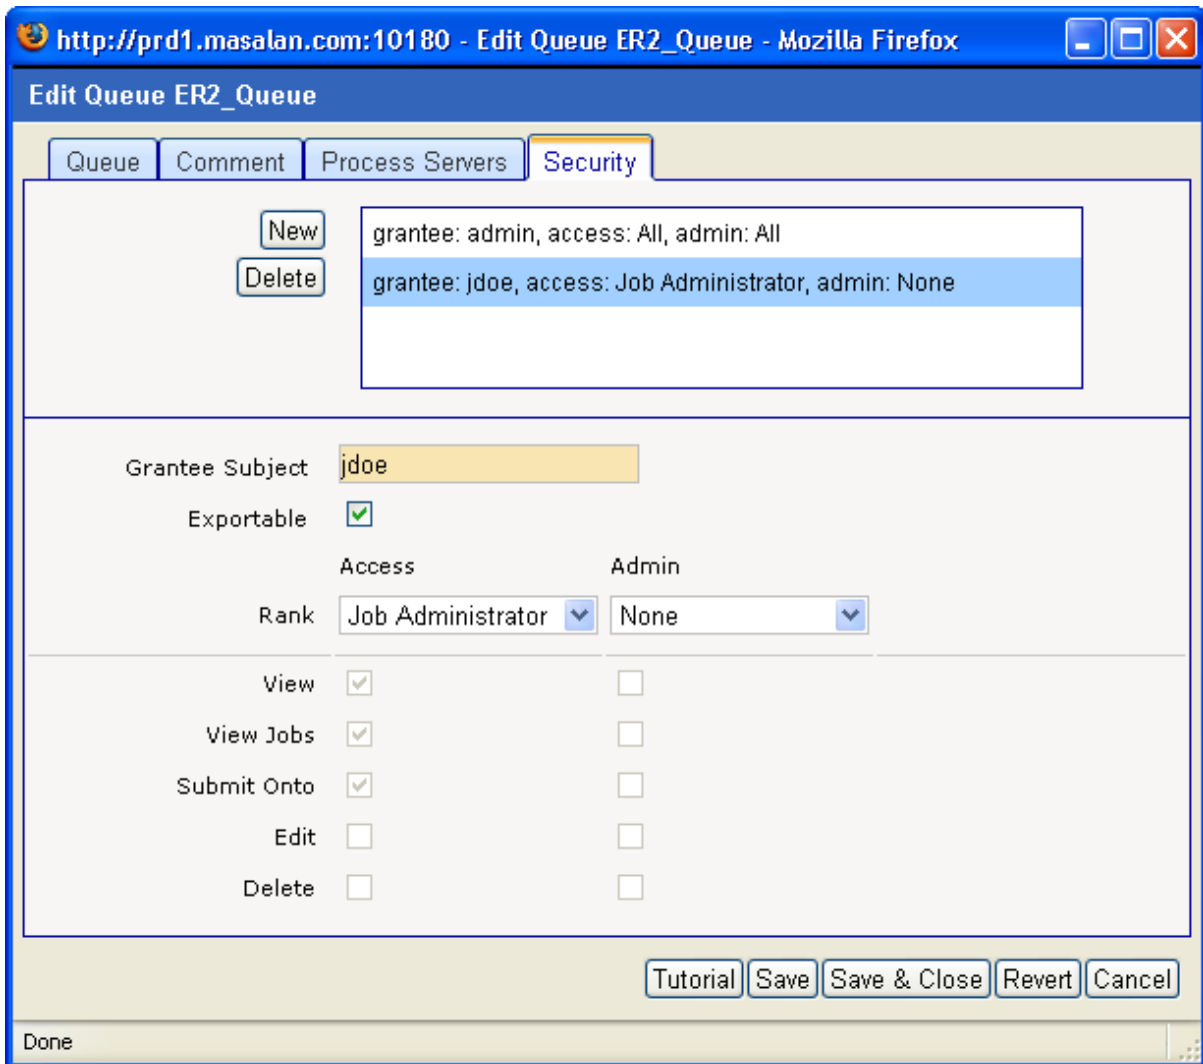 http://prd1.masalan.com:10180 - Edit Queue ER2_Queue - Mozilla Firefox
Edit Queue ER2_Queue
Queue Comment Process Servers Security
New
Delete
grantee: admin, access: All, admin: All
grantee: jdoe, access: Job Administrator, admin: None
Grantee Subject jdoe
Exportable
Access Admin
Rank Job Administrator None
View
View Jobs
Submit Onto
Edit
Delete
Tutorial Save Save & Close Revert Cancel
Done